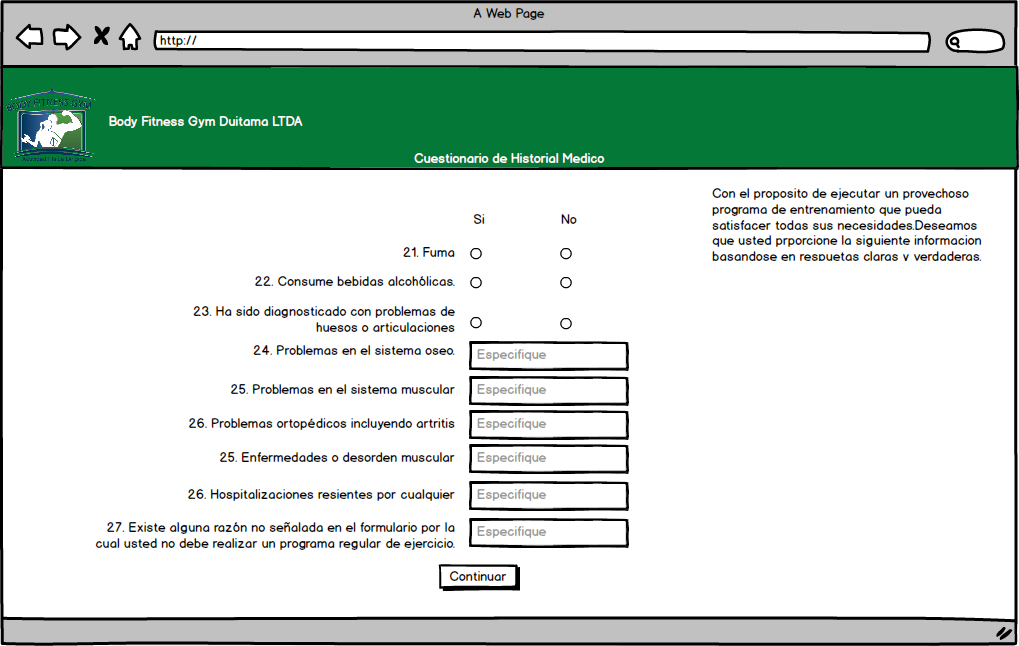 A Web Page
http://
BODY FITNESS GYM
Body Fitness Gym Duitama LTDA
Cuestionario de Historial Medico
Con el proposito de ejecutar un provechoso
programa de entrenamiento que pueda
satisfacer todas sus necesidades.Deseamos
que usted prporcione la siguiente informacion
basandose en respuetas claras y verdaderas.
Si No
21. Fuma
22. Consume bebidas alcohólicas.
23. Ha sido diagnosticado con problemas de
huesos o articulaciones
24. Problemas en el sistema oseo. Especifique
25. Problemas en el sistema muscular Especifique
26. Problemas ortopédicos incluyendo artritis Especifique
25. Enfermedades o desorden muscular Especifique
26. Hospitalizaciones resientes por cualquier Especifique
27. Existe alguna razón no señalada en el formulario por la
cual usted no debe realizar un programa regular de ejercicio. Especifique
Continuar